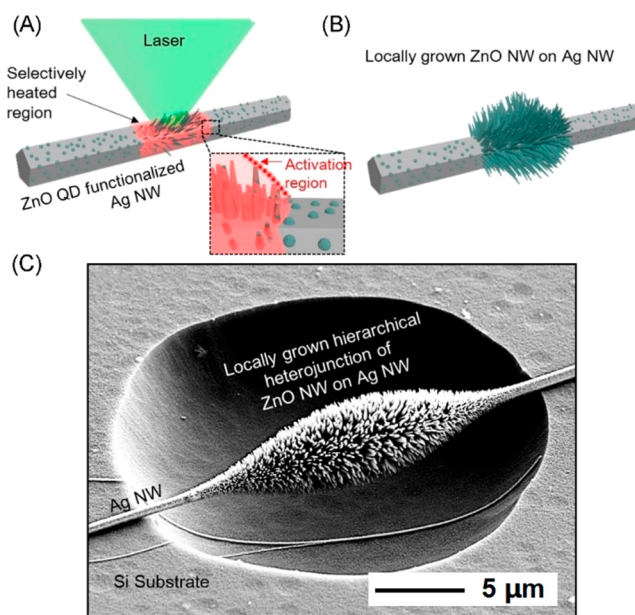 (A)
Laser
Selectively
heated
region
ZnO QD functionalized
Ag NW
Activation
region
(B)
Locally grown ZnO NW on Ag NW
(C)
Locally grown hierarchical
heterojunction of
ZnO NW on Ag NW
Ag NW
Si Substrate
5 μm